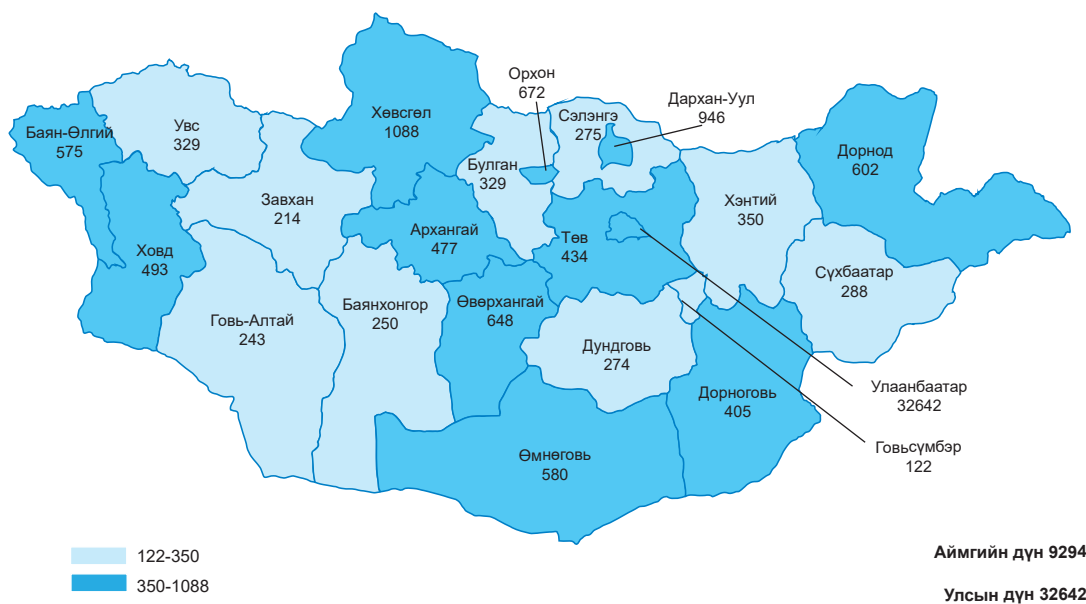 Орхон
672
Дархан-Уул
946
Хөвсгөл
1088
Сэлэнгэ
275
Увс
329
Баян-Өлгий
575
Булган
329
Дорнод
602
Завхан
214
Хэнтий
350
Архангай
477
Төв
434
Ховд
493
Сүхбаатар
288
Өвөрхангай
648
Баянхонгор
250
Говь-Алтай
243
Дундговь
274
Улаанбаатар
32642
Дорноговь
405
Говьсүмбэр
122
Өмнөговь
580
122-350
350-1088
Аймгийн дүн 9294
Улсын дүн 32642